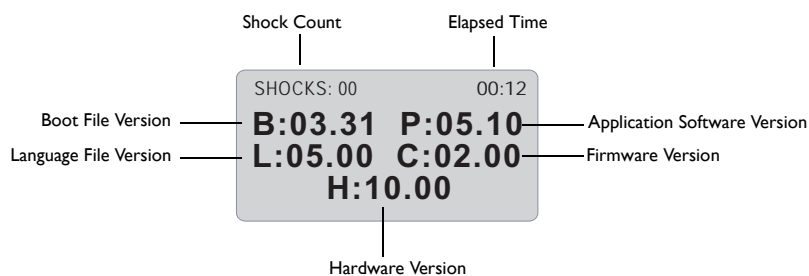 Shock Count Elapsed Time
SHOCKS: 00 00:12
Boot File Version B:03.31 P:05.10 Application Software Version
Language File Version L:05.00 C:02.00 Firmware Version
H:10.00
Hardware Version